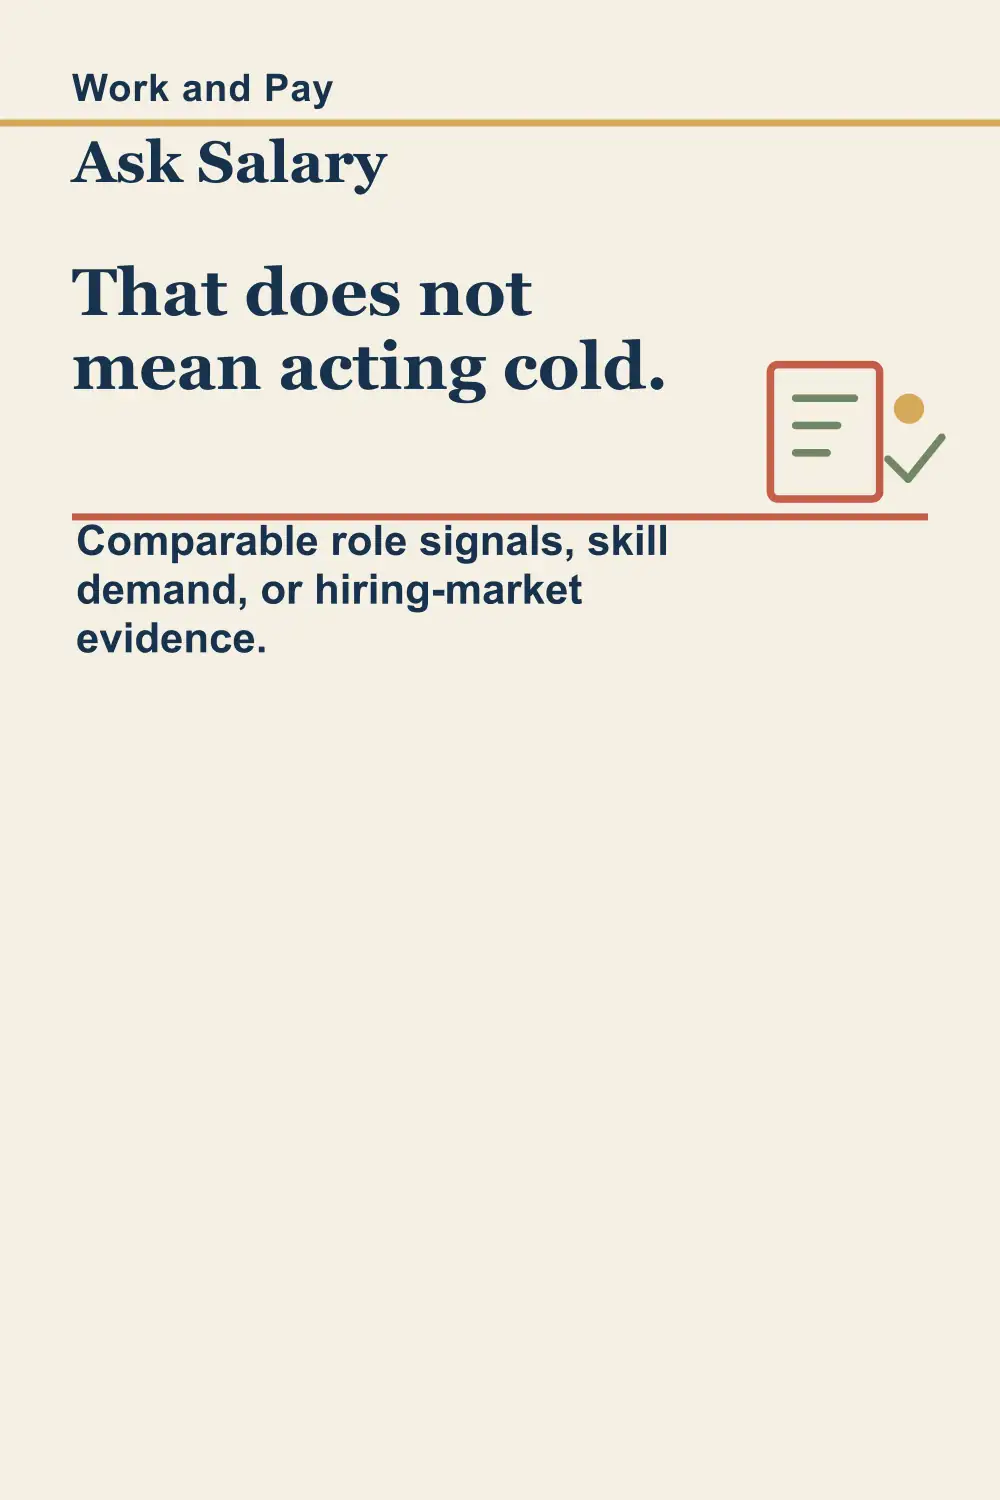 Work and Pay
Ask Salary
That does not
mean acting cold.
Comparable role signals, skill
demand, or hiring-market
evidence.